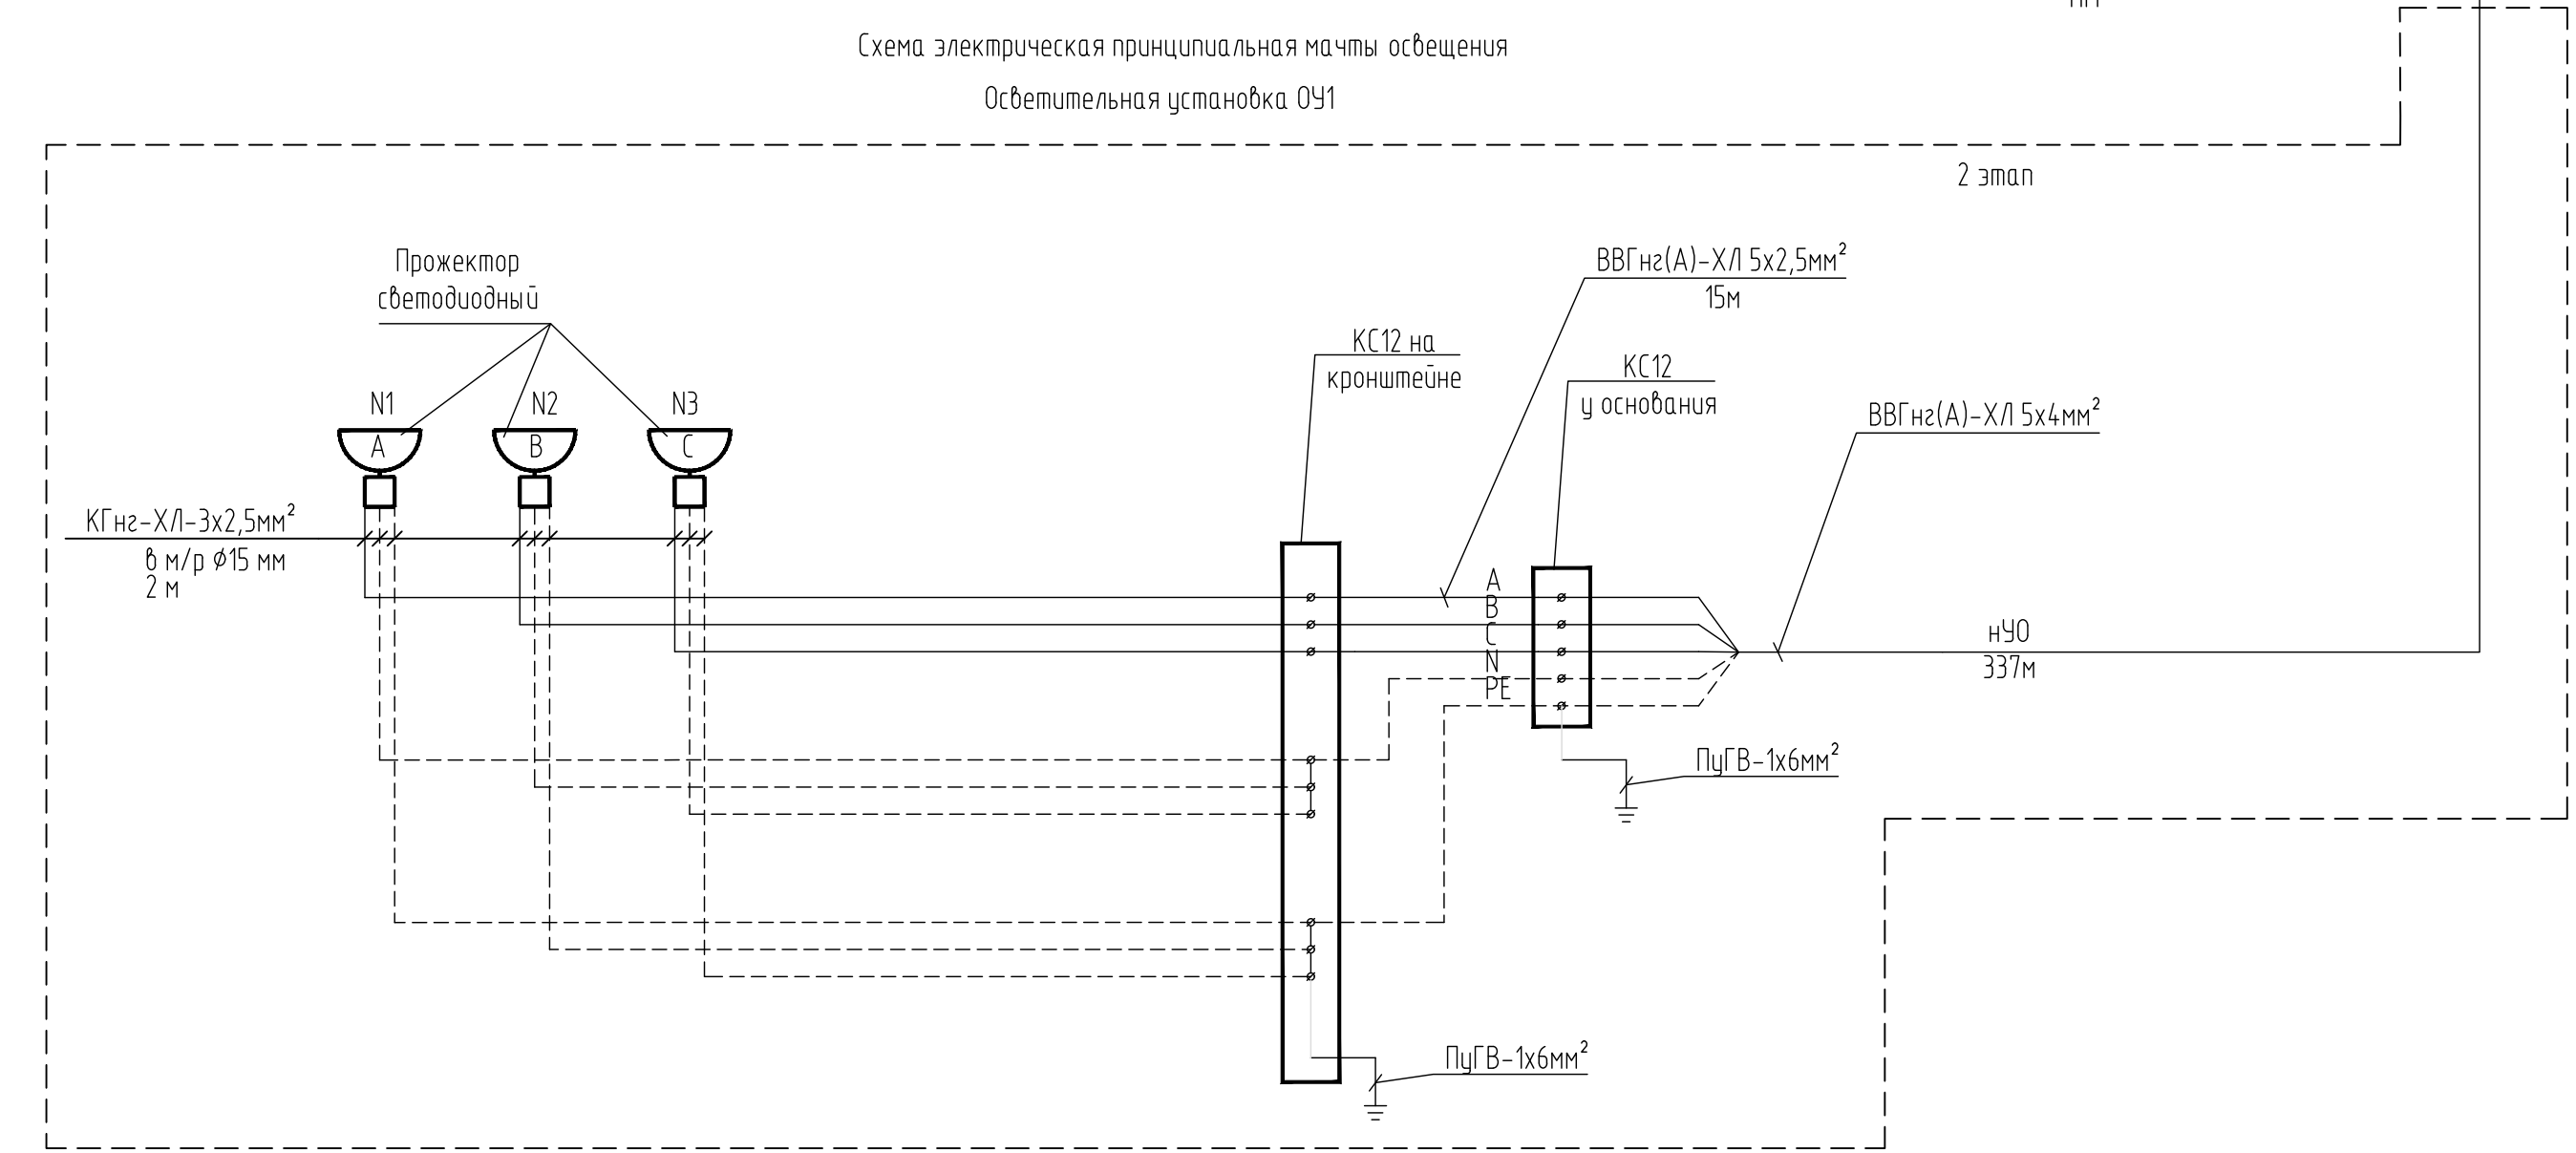 Схема электрическая принципиальная мачты освещения
Осветительная установка ОУ1
2 этап
Прожектор
светодиодный
ВВГнг(А)-ХЛ 5х2,5мм²
15м
КС12 на
кронштейне
КС12
у основания
ВВГнг(А)-ХЛ 5х4мм²
N1
N2
N3
A
B
C
КГнг-ХЛ-3х2,5мм²
в м/р ϕ15 мм
2 м
A
B
C
N
PE
нУО
337м
ПуГВ-1х6мм²
ПуГВ-1х6мм²